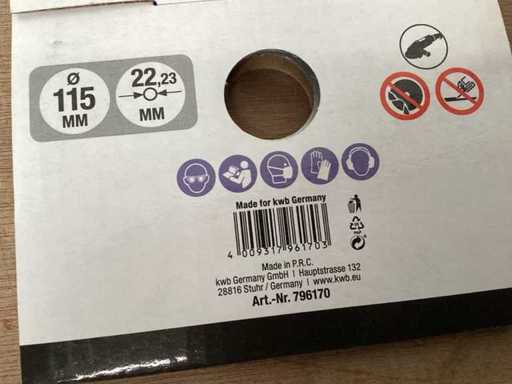 Ø
115
MM
22,23
MM
Made for kwb Germany
4 009317 961703
PAP
Made in P.R.C.
kwb Germany GmbH | Hauptstrasse 132
28816 Stuhr / Germany | www.kwb.eu
Art.-Nr. 796170